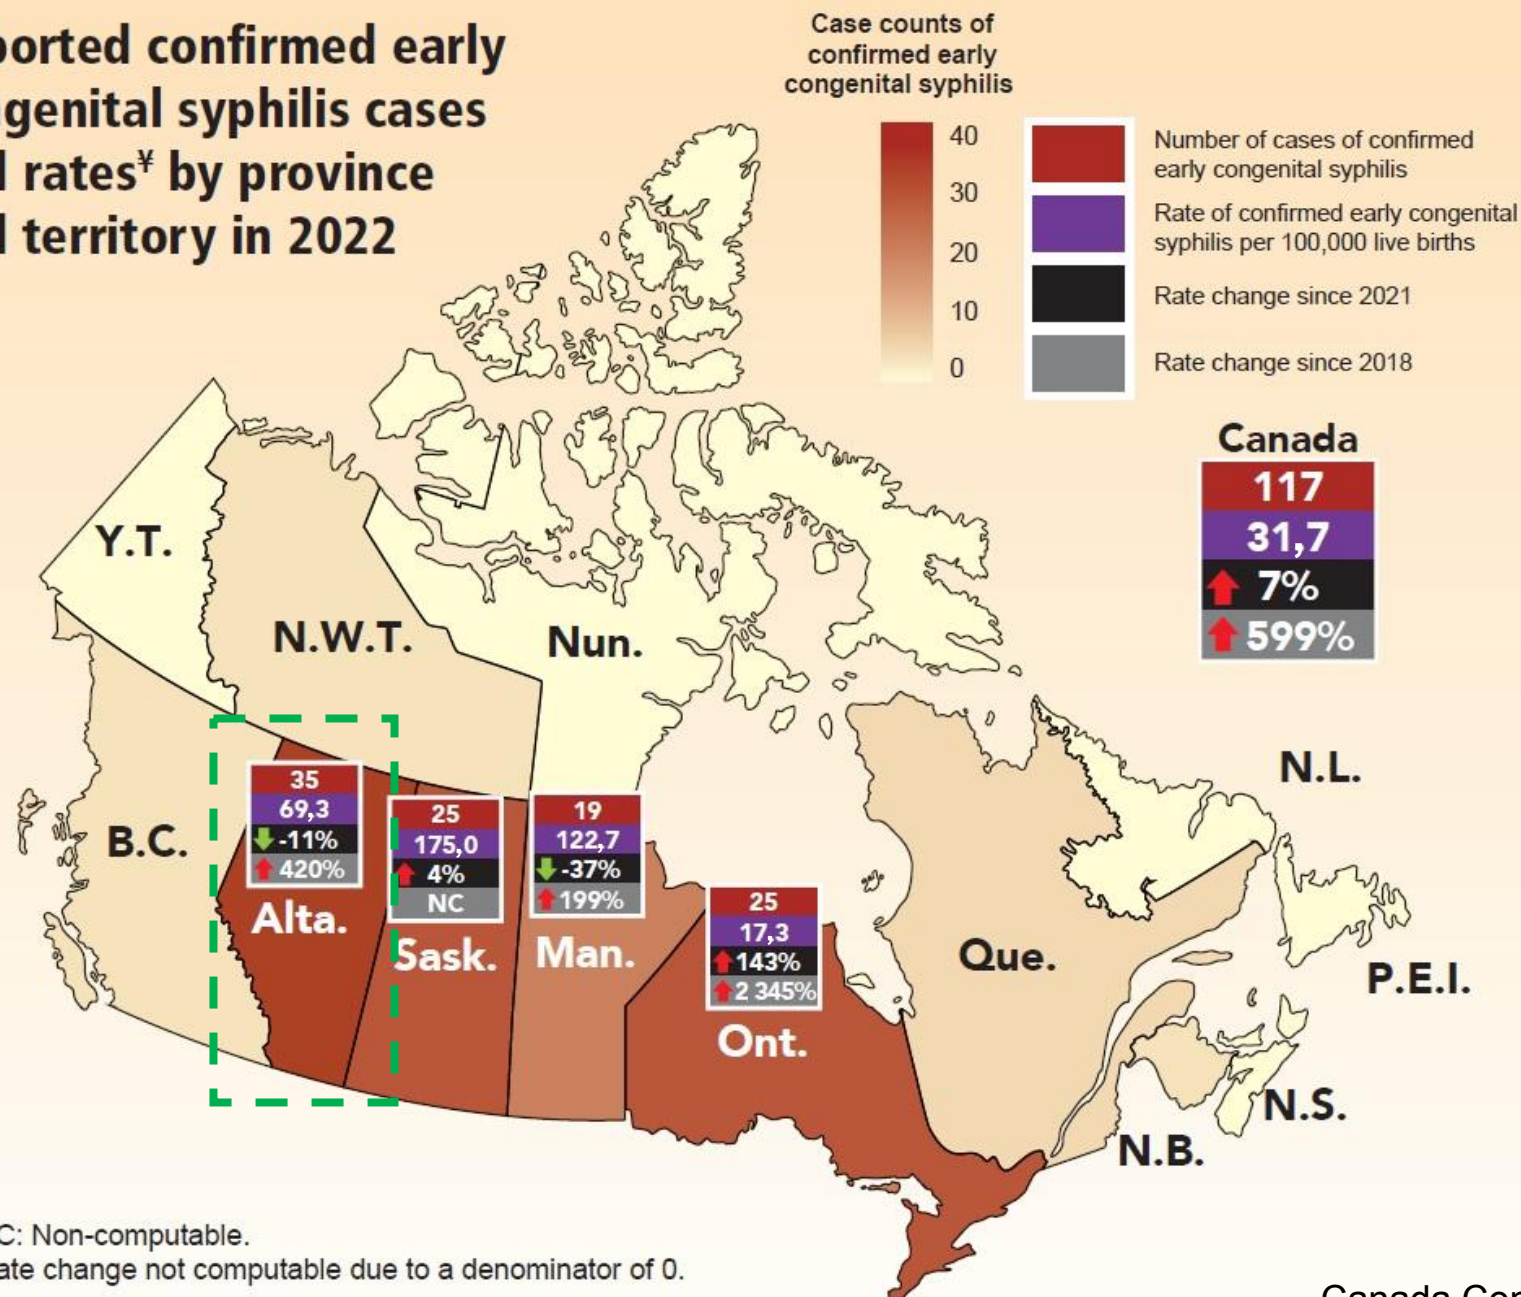 ported confirmed early
genital syphilis cases
rates¥ by province
territory in 2022
Case counts of
confirmed early
congenital syphilis
40
30
20
10
0
Number of cases of confirmed
early congenital syphilis
Rate of confirmed early congenital
syphilis per 100,000 live births
Rate change since 2021
Rate change since 2018
Canada
117
31,7
7%
599%
Y.T.
N.W.T.
Nun.
B.C.
35
69,3
-11%
420%
Alta.
25
175,0
4%
NC
Sask.
19
122,7
-37%
199%
Man.
25
17,3
143%
2 345%
Ont.
Que.
N.L.
P.E.I.
N.S.
N.B.
C: Non-computable.
ate change not computable due to a denominator of 0.